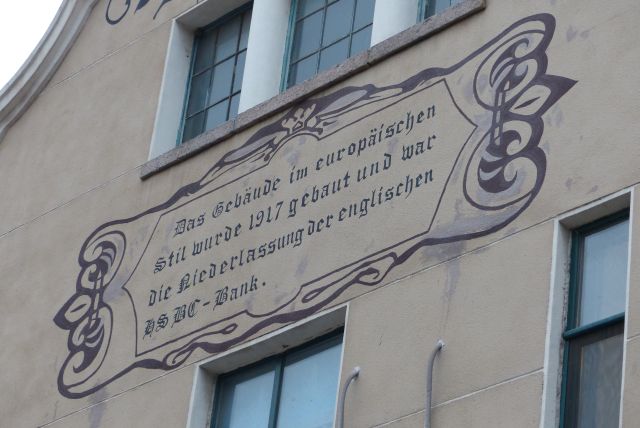 Das Gebäude im europäischen
Stil wurde 1917 gebaut und war
die Niederlassung der englischen
HSBC-Bank.